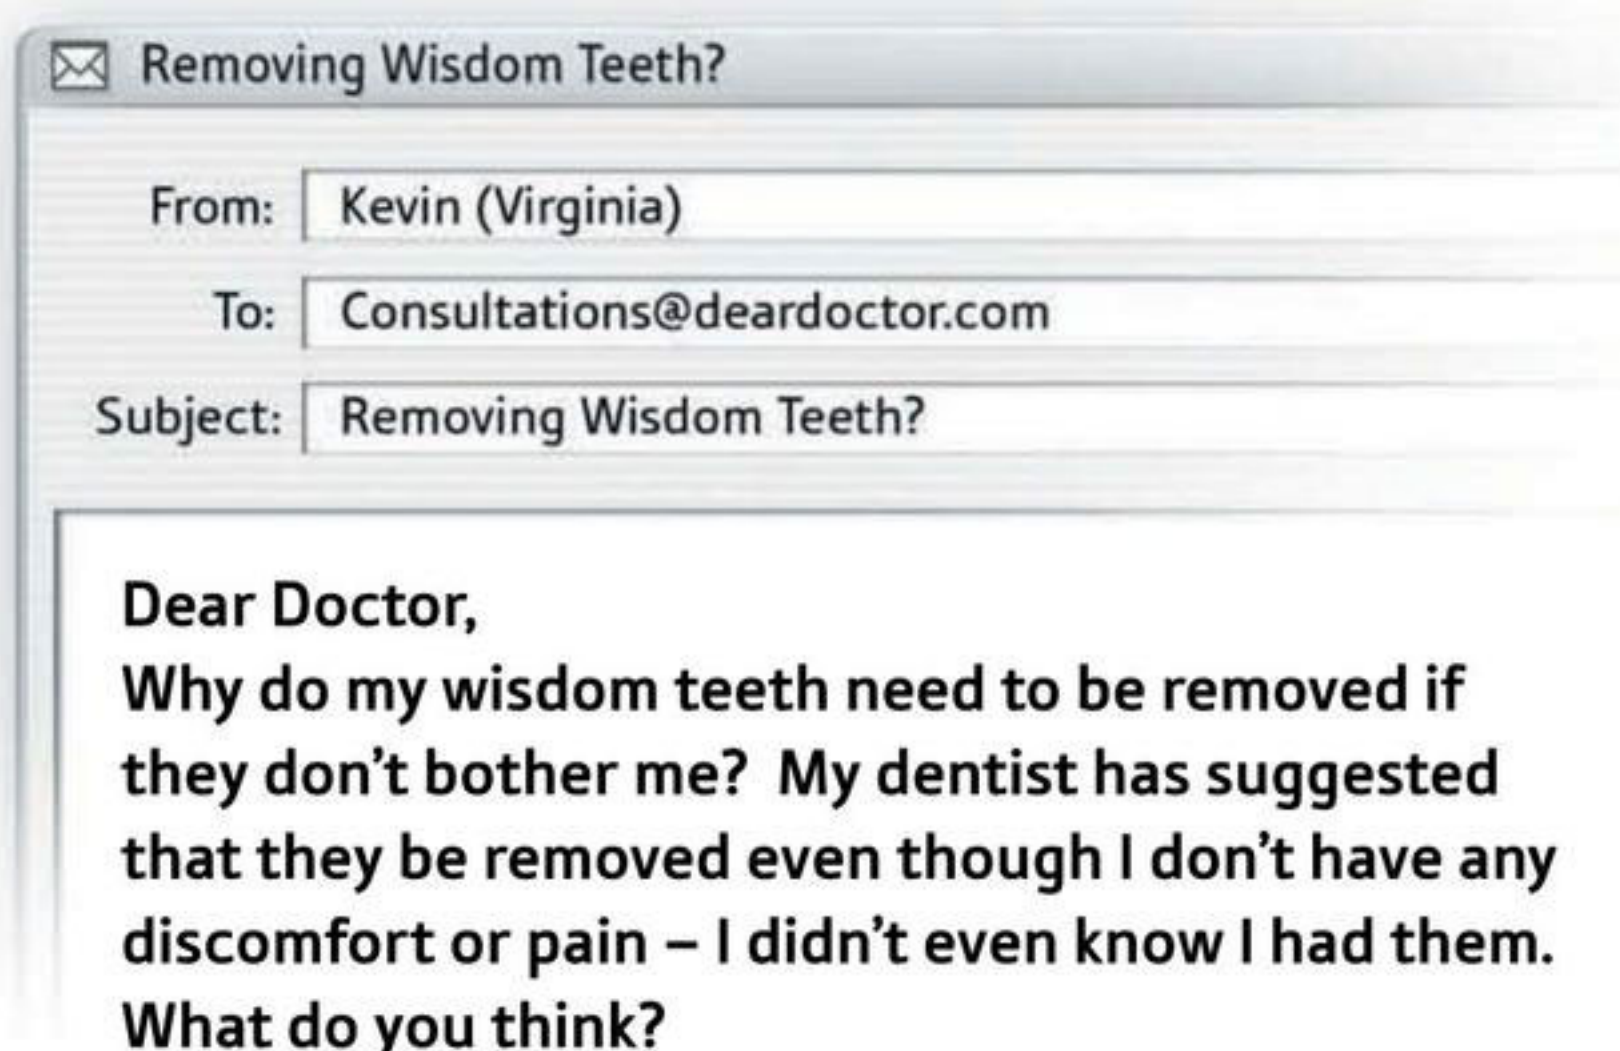 Removing Wisdom Teeth?
From: Kevin (Virginia)
To: Consultations@deardoctor.com
Subject: Removing Wisdom Teeth?
Dear Doctor,
Why do my wisdom teeth need to be removed if
they don’t bother me?  My dentist has suggested
that they be removed even though I don’t have any
discomfort or pain – I didn’t even know I had them.
What do you think?